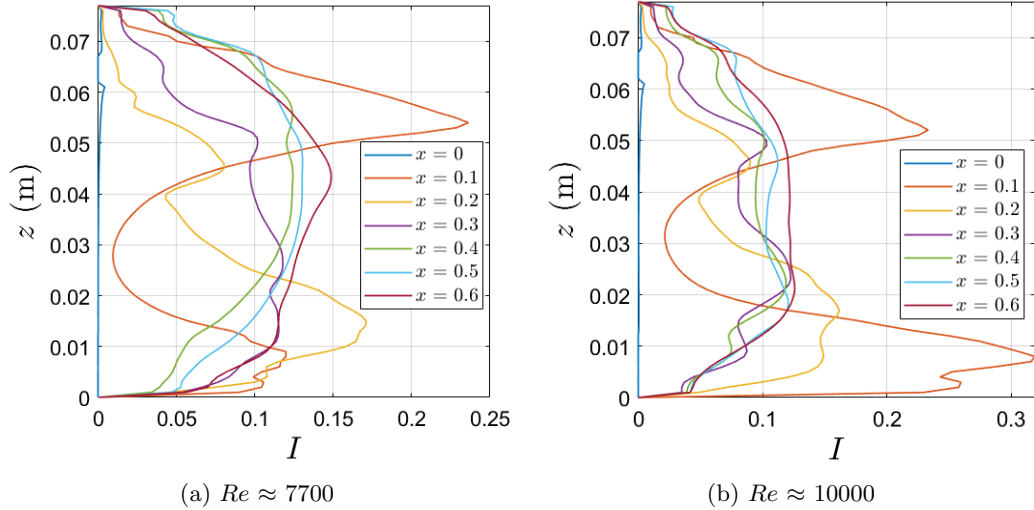 0.07
0.06
0.05
0.04
0.03
0.02
0.01
0
z (m)
0 0.05 0.1 0.15 0.2 0.25
I
x = 0
x = 0.1
x = 0.2
x = 0.3
x = 0.4
x = 0.5
x = 0.6
(a) Re ≈ 7700
0.07
0.06
0.05
0.04
0.03
0.02
0.01
0
z (m)
0 0.1 0.2 0.3
I
x = 0
x = 0.1
x = 0.2
x = 0.3
x = 0.4
x = 0.5
x = 0.6
(b) Re ≈ 10000